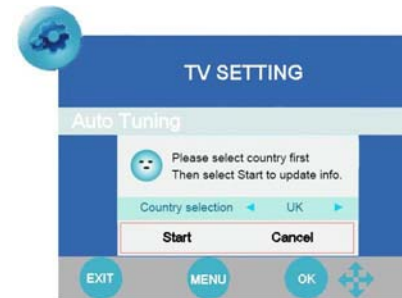 TV SETTING
Auto Tuning
Please select country first
Then select Start to update info.
Country selection UK
Start Cancel
EXIT MENU OK